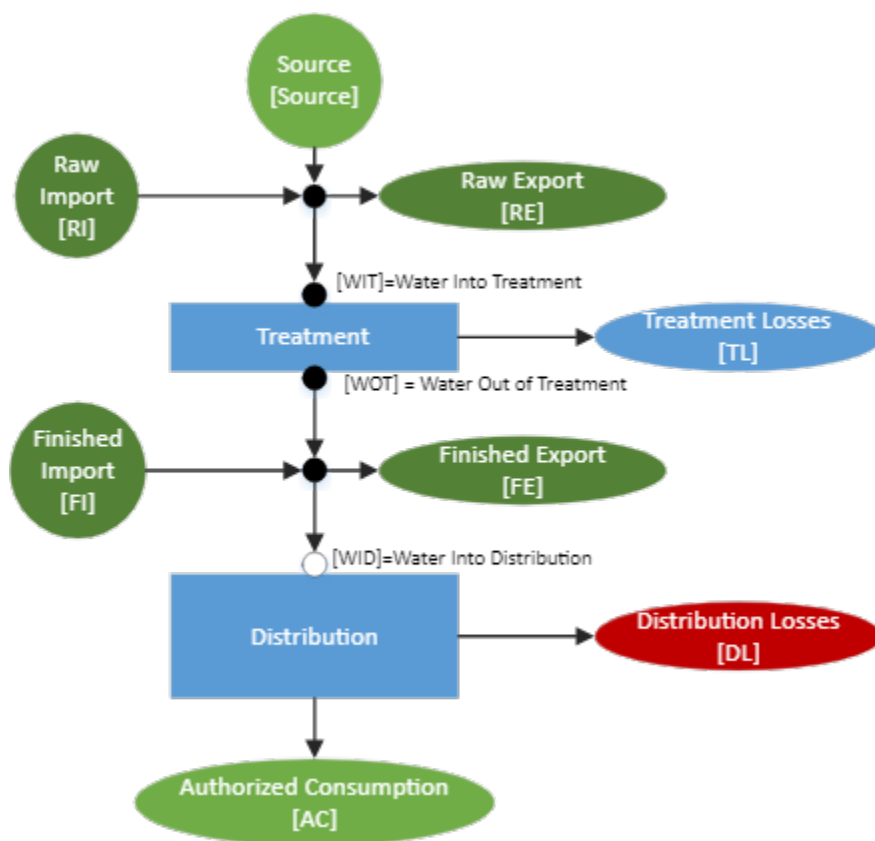 Source
[Source]
Raw
Import
[RI]
Raw Export
[RE]
[WIT]=Water Into Treatment
Treatment
Treatment Losses
[TL]
[WOT] = Water Out of Treatment
Finished
Import
[FI]
Finished Export
[FE]
[WID]=Water Into Distribution
Distribution
Distribution Losses
[DL]
Authorized Consumption
[AC]